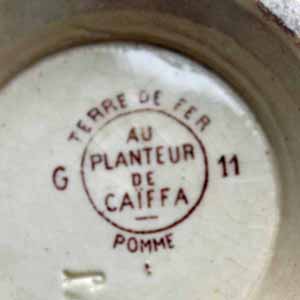 TERRE DE FER
AU
PLANTEUR
DE
CAÏFFA
G 11
POMME